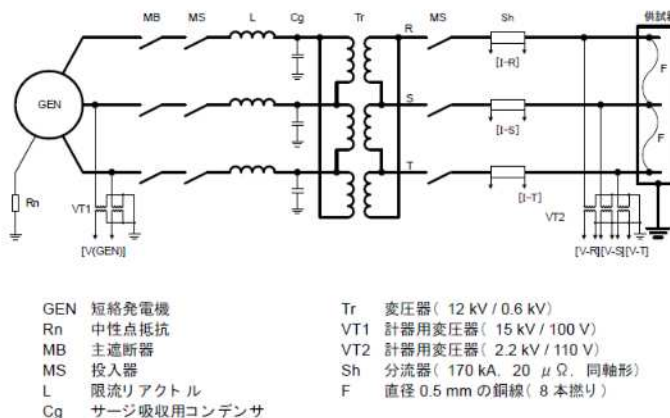 MB MS L Cg Tr R MS Sh
[I-R]
F
GEN
S
[I-S]
F
T
Rn
VT1
[I-T]
VT2
[V(GEN)]
[V-R][V-S][V-T]
GEN 短絡発電機
Rn 中性点抵抗
MB 主遮断器
MS 投入器
L 限流リアクトル
Cg サージ吸収用コンデンサ
Tr 変圧器( 12 kV / 0.6 kV)
VT1 計器用変圧器( 15 kV / 100 V)
VT2 計器用変圧器( 2.2 kV / 110 V)
Sh 分流器( 170 kA, 20 μΩ, 同軸形)
F 直径 0.5 mm の銅線( 8 本撚り)